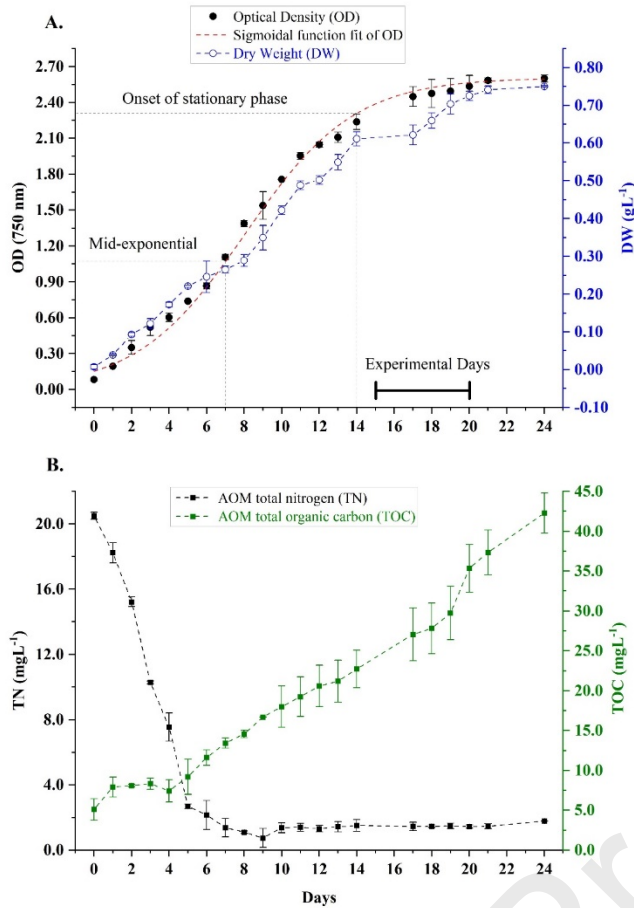 A.
Optical Density (OD)
Sigmoidal function fit of OD
Dry Weight (DW)
2.70
2.40
2.10
1.80
1.50
1.20
0.90
0.60
0.30
0.00
OD (750 nm)
Onset of stationary phase
Mid-exponential
Experimental Days
0.80
0.70
0.60
0.50
0.40
0.30
0.20
0.10
0.00
-0.10
DW (gL⁻¹)
0 2 4 6 8 10 12 14 16 18 20 22 24
B.
AOM total nitrogen (TN)
AOM total organic carbon (TOC)
20.0
16.0
12.0
8.0
4.0
0.0
TN (mgL⁻¹)
45.0
40.0
35.0
30.0
25.0
20.0
15.0
10.0
5.0
0.0
TOC (mgL⁻¹)
0 2 4 6 8 10 12 14 16 18 20 22 24
Days